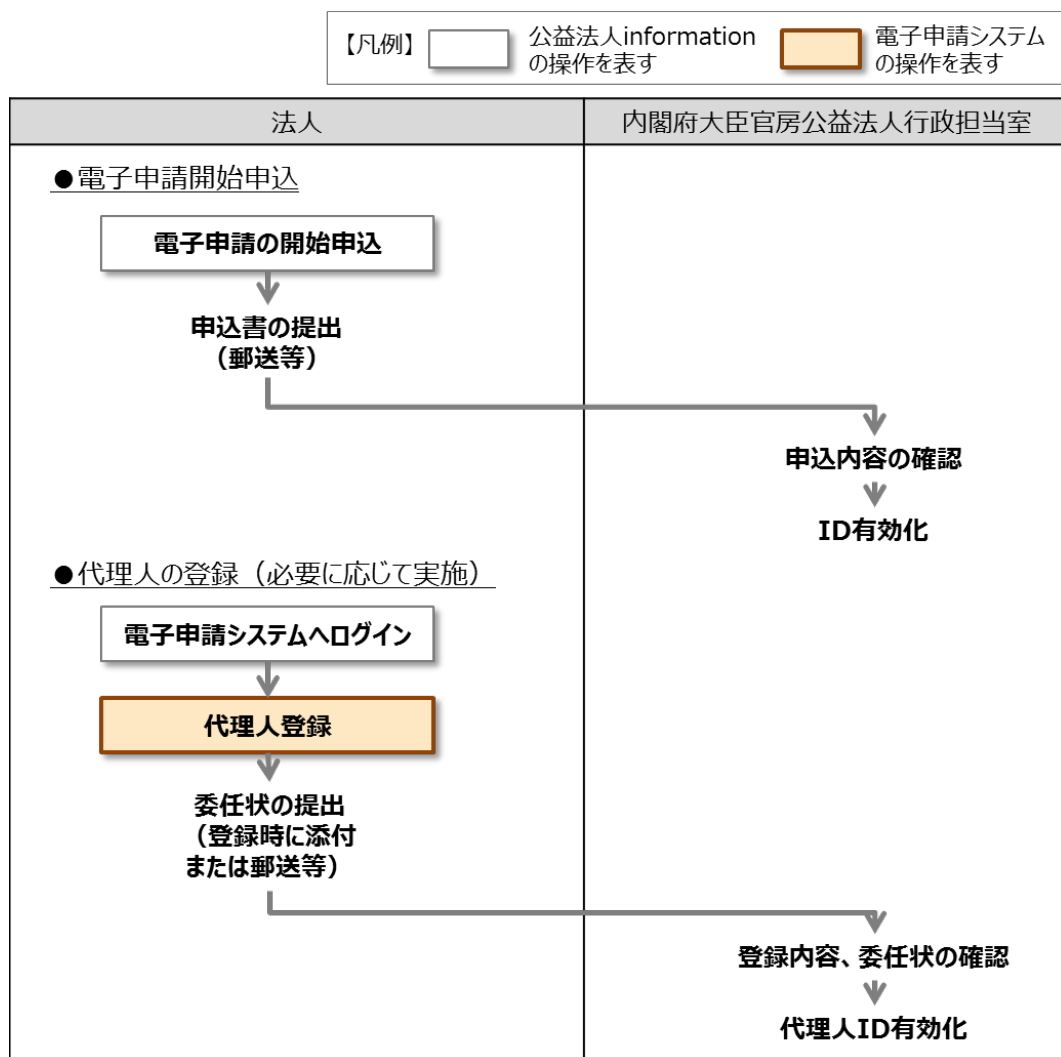 【凡例】
公益法人information
の操作を表す
電子申請システム
の操作を表す
法人
内閣府大臣官房公益法人行政担当室
●電子申請開始申込
電子申請の開始申込
申込書の提出
（郵送等）
申込内容の確認
ID有効化
●代理人の登録（必要に応じて実施）
電子申請システムへログイン
代理人登録
委任状の提出
（登録時に添付
または郵送等）
登録内容、委任状の確認
代理人ID有効化